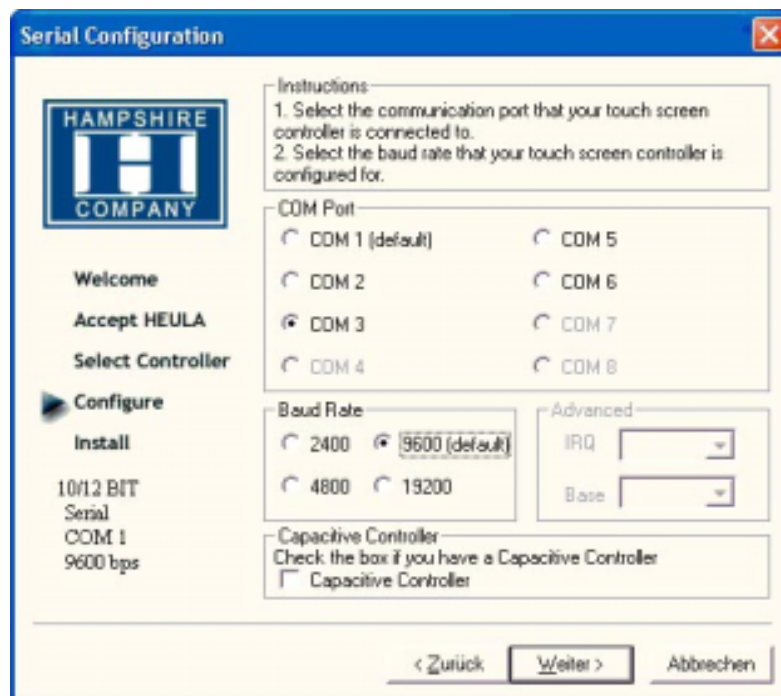 Serial Configuration
HAMPSHIRE
COMPANY
Welcome
Accept HEULA
Select Controller
Configure
Install
10/12 BIT
Serial
COM 1
9600 bps
Instructions
1. Select the communication port that your touch screen
controller is connected to.
2. Select the baud rate that your touch screen controller is
configured for.
COM Port
COM 1 (default)
COM 5
COM 2
COM 6
COM 3
COM 7
COM 4
COM 8
Baud Rate
2400
9600 (default)
4800
19200
Advanced
IRQ
Base
Capacitive Controller
Check the box if you have a Capacitive Controller
Capacitive Controller
< Zurück
Weiter >
Abbrechen